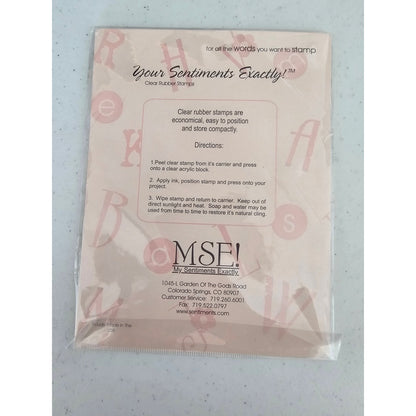 for all the words you want to stamp
Your Sentiments Exactly!™
Clear Rubber Stamps
Clear rubber stamps are
economical, easy to position
and store compactly.
Directions:
1 Peel clear stamp from it's carrier and press
onto a clear acrylic block.
2. Apply ink, position stamp and press onto your
project.
3. Wipe stamp and return to carrier. Keep out of
direct sunlight and heat. Soap and water may be
used from time to time to restore it's natural cling.
MSE!
My Sentiments Exactly.
1045-L Garden Of The Gods Road
Colorado Springs, CO 80907
Customer Service: 719.260.6001
Fax: 719.522.0797
www.sentiments.com
Made In The